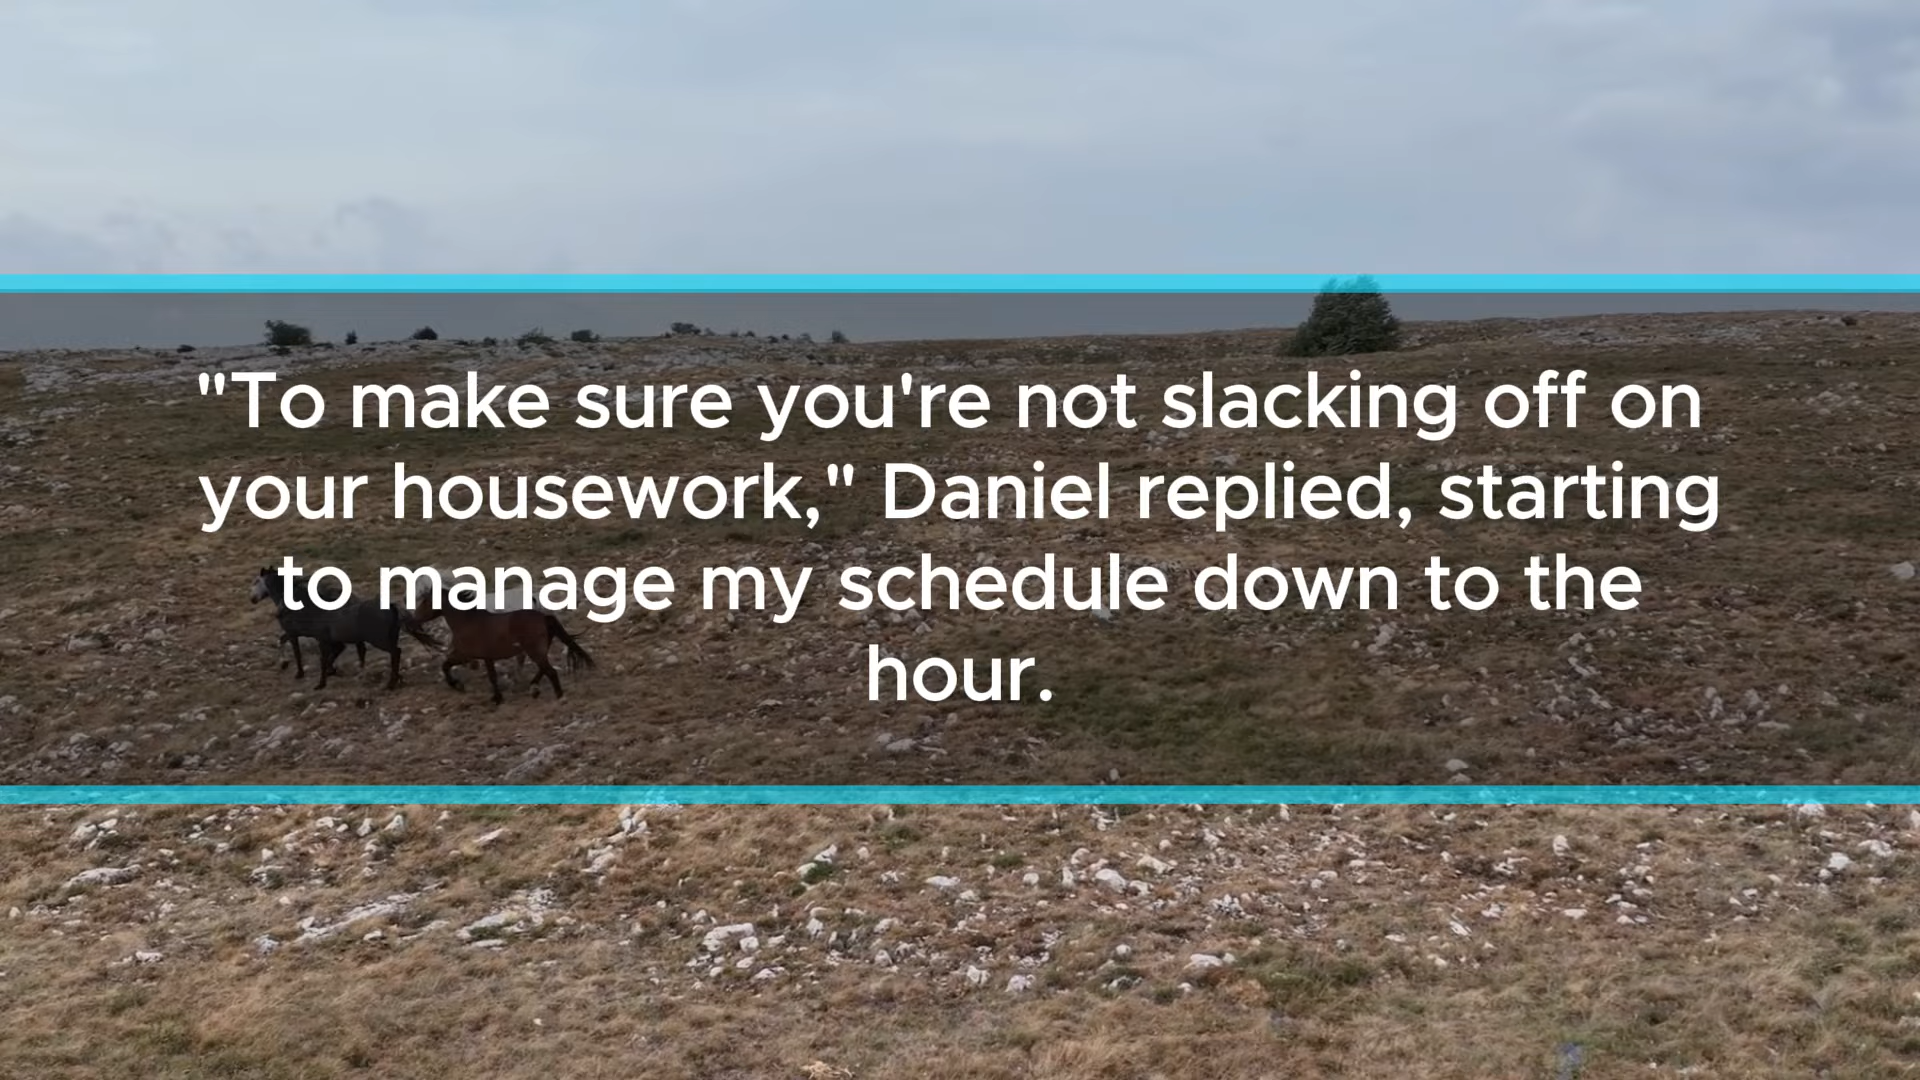 "To make sure you're not slacking off on
your housework," Daniel replied, starting
to manage my schedule down to the
hour.